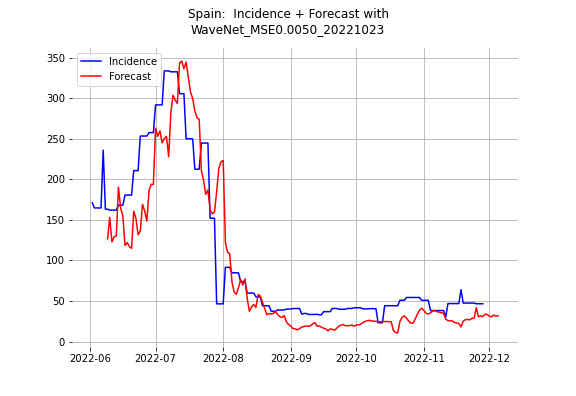 Spain:  Incidence + Forecast with
WaveNet_MSE0.0050_20221023
Incidence
Forecast
350
300
250
200
150
100
50
0
2022-06 2022-07 2022-08 2022-09 2022-10 2022-11 2022-12